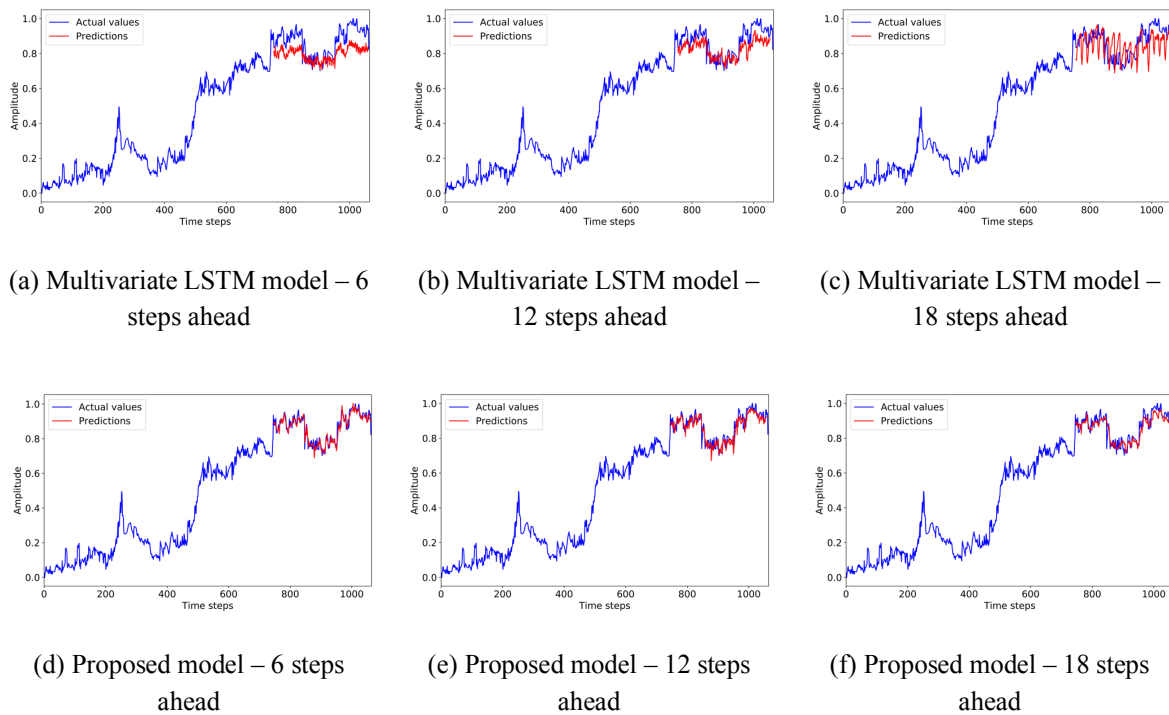 Actual values
Predictions
1.0
0.8
0.6
0.4
0.2
0.0
Amplitude
0 200 400 600 800 1000
Time steps
(a) Multivariate LSTM model – 6
steps ahead
Actual values
Predictions
1.0
0.8
0.6
0.4
0.2
0.0
Amplitude
0 200 400 600 800 1000
Time steps
(b) Multivariate LSTM model –
12 steps ahead
Actual values
Predictions
1.0
0.8
0.6
0.4
0.2
0.0
Amplitude
0 200 400 600 800 1000
Time steps
(c) Multivariate LSTM model –
18 steps ahead
Actual values
Predictions
1.0
0.8
0.6
0.4
0.2
0.0
Amplitude
0 200 400 600 800 1000
Time steps
(d) Proposed model – 6 steps
ahead
Actual values
Predictions
1.0
0.8
0.6
0.4
0.2
0.0
Amplitude
0 200 400 600 800 1000
Time steps
(e) Proposed model – 12 steps
ahead
Actual values
Predictions
1.0
0.8
0.6
0.4
0.2
0.0
Amplitude
0 200 400 600 800 1000
Time steps
(f) Proposed model – 18 steps
ahead